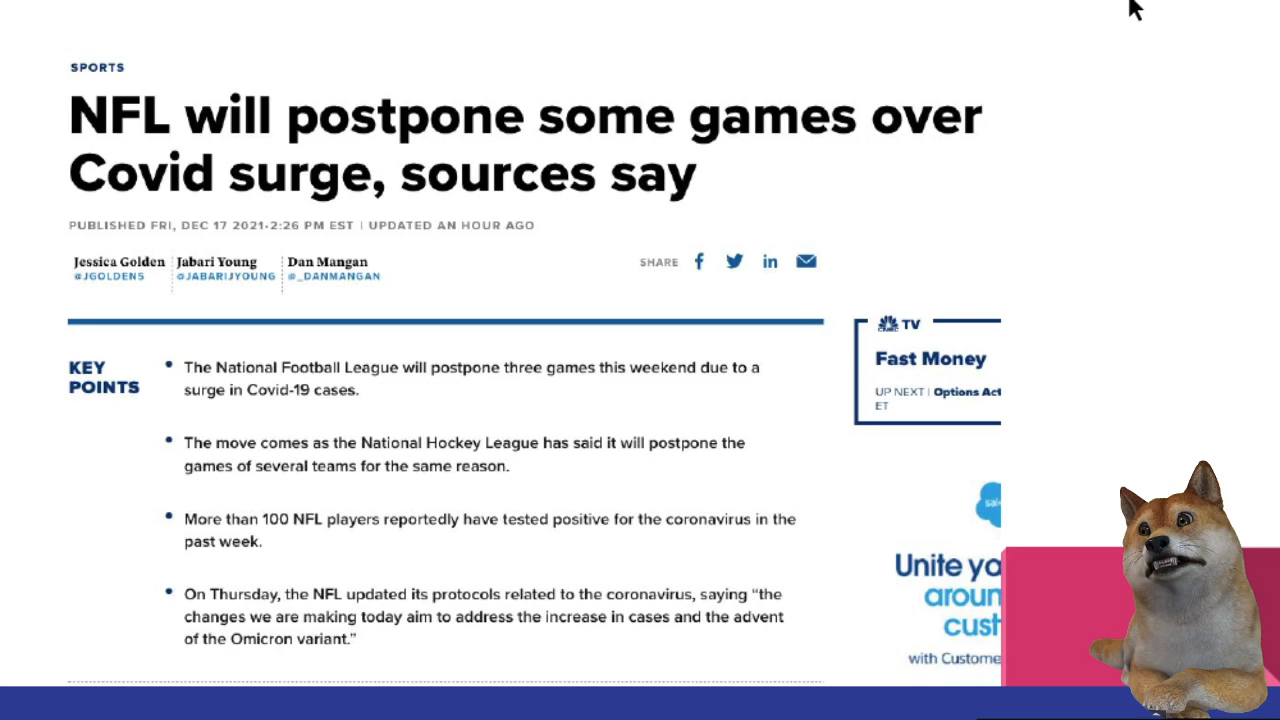 SPORTS
NFL will postpone some games over
Covid surge, sources say
PUBLISHED FRI, DEC 17 2021•2:26 PM EST | UPDATED AN HOUR AGO
Jessica Golden Jabari Young Dan Mangan
@JGOLDEN5 @JABARIJYOUNG @_DANMANGAN
SHARE f in
KEY
POINTS
• The National Football League will postpone three games this weekend due to a
surge in Covid-19 cases.
• The move comes as the National Hockey League has said it will postpone the
games of several teams for the same reason.
• More than 100 NFL players reportedly have tested positive for the coronavirus in the
past week.
• On Thursday, the NFL updated its protocols related to the coronavirus, saying “the
changes we are making today aim to address the increase in cases and the advent
of the Omicron variant.”
CNBC TV
Fast Money
UP NEXT | Options Act
ET
sale
Unite yo
aroun
cust
with Custome